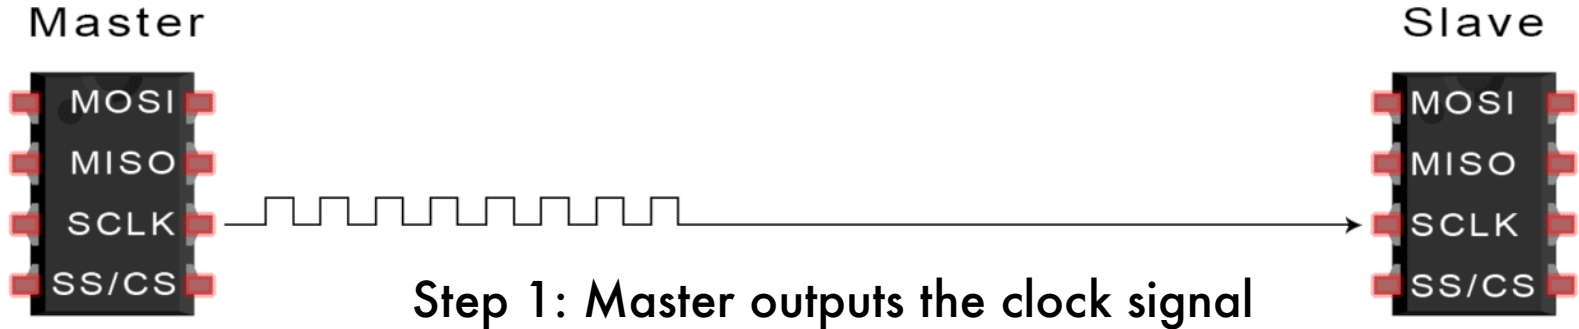 Master
Slave
MOSI
MISO
SCLK
SS/CS
MOSI
MISO
SCLK
SS/CS
Step 1: Master outputs the clock signal